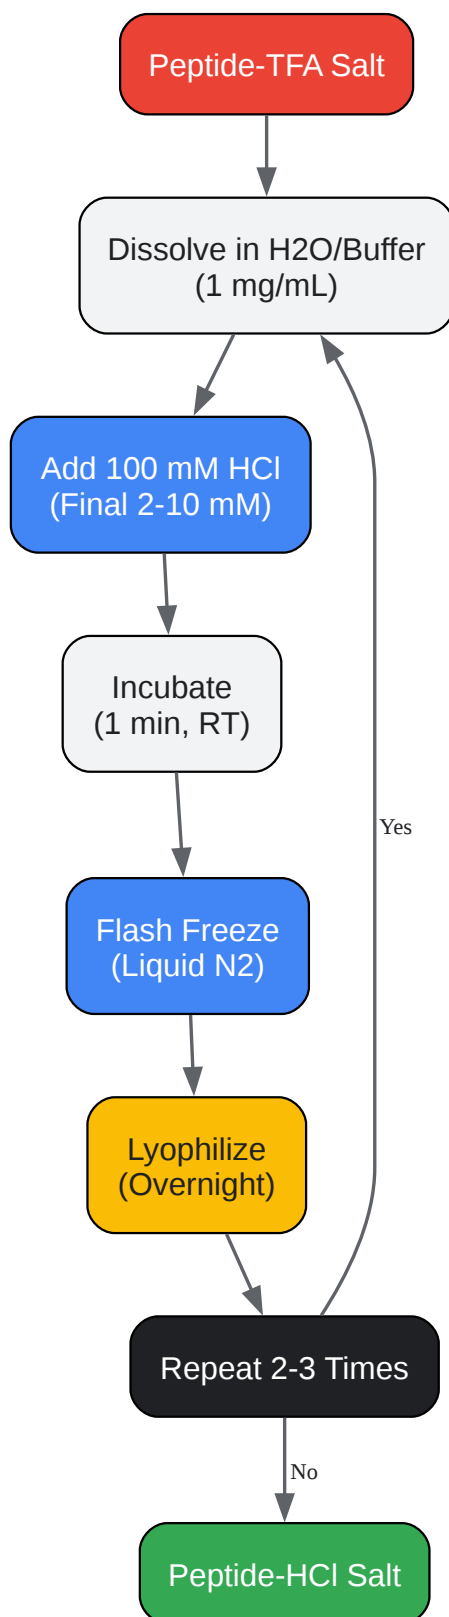 Peptide-TFA Salt
Dissolve in H2O/Buffer
(1 mg/mL)
Add 100 mM HCl
(Final 2-10 mM)
Incubate
(1 min, RT)
Yes
Flash Freeze
(Liquid N2)
Lyophilize
(Overnight)
Repeat 2-3 Times
No
Peptide-HCl Salt